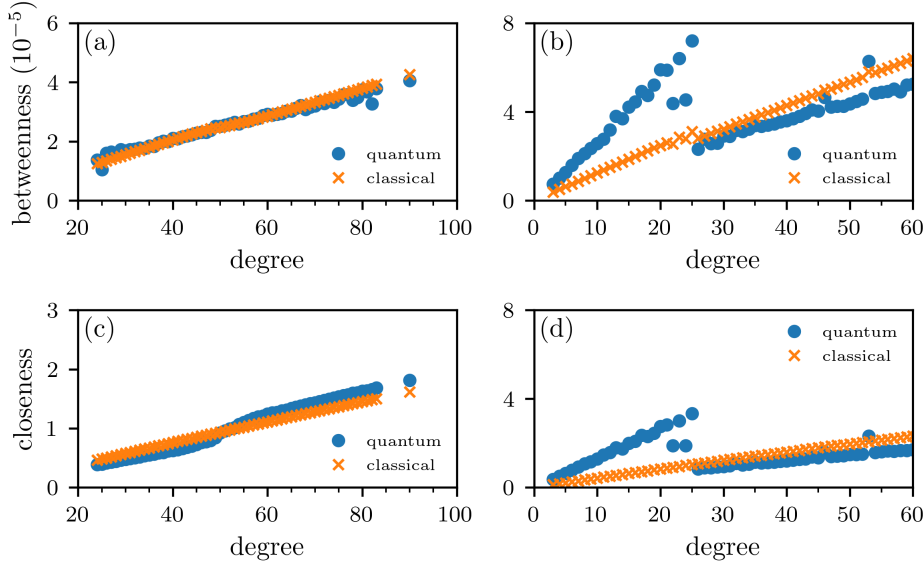 (a)
betweenness (10⁻⁵)
6
4
2
0
quantum
classical
20 40 60 80 100
degree
(b)
8
4
0
quantum
classical
0 10 20 30 40 50 60
degree
(c)
closeness
3
2
1
0
quantum
classical
20 40 60 80 100
degree
(d)
8
4
0
quantum
classical
0 10 20 30 40 50 60
degree